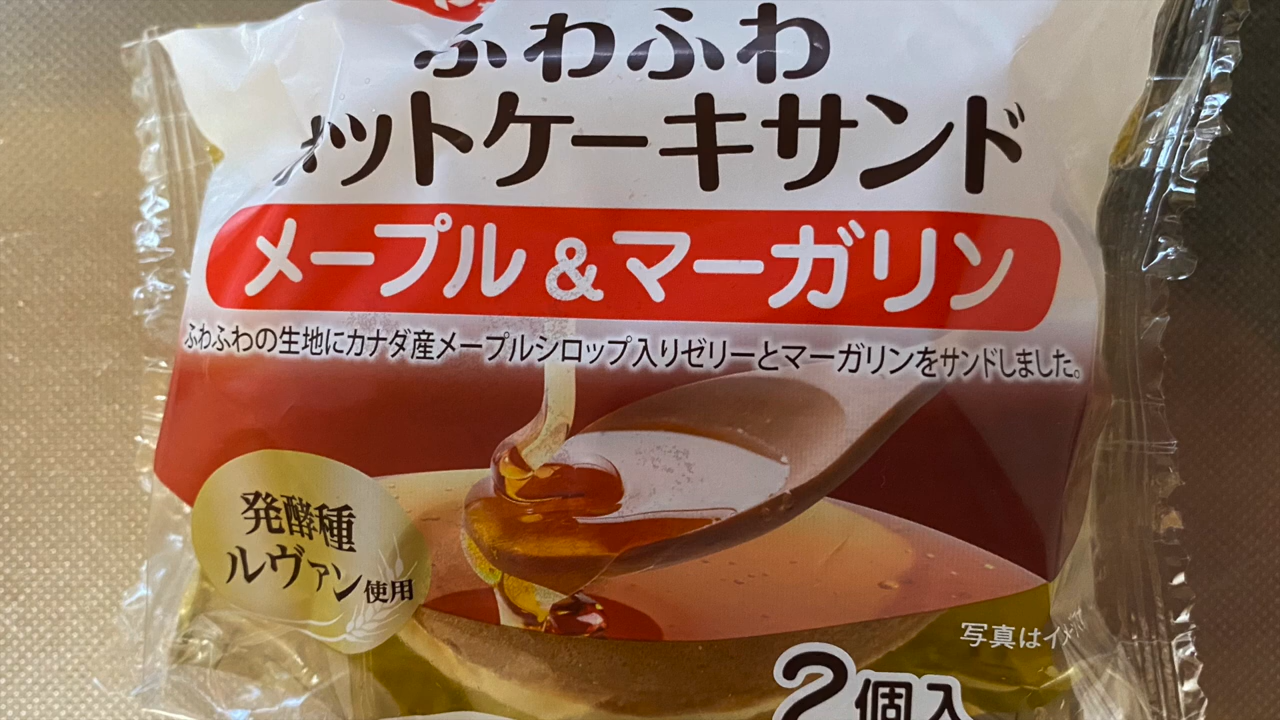 ふわふわ
ットケーキサンド
メープル&マーガリン
ふわふわの生地にカナダ産メープルシロップ入りゼリーとマーガリンをサンドしました。
発酵種
ルヴァン使用
写真はイメ
2個入